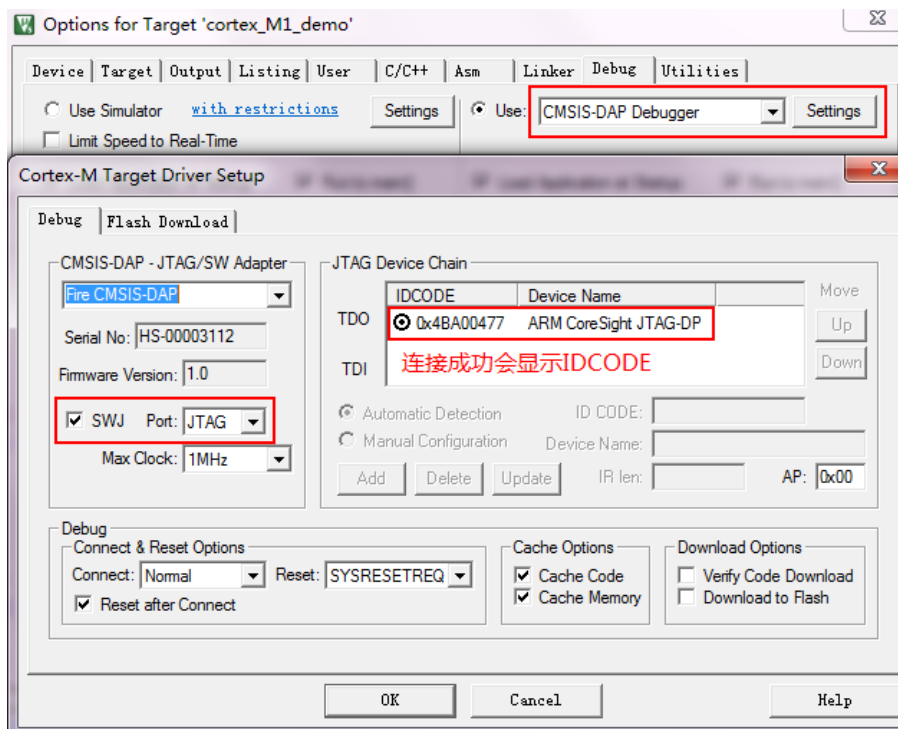 Options for Target 'cortex_M1_demo'
Device Target Output Listing User C/C++ Asm Linker Debug Utilities
Use Simulator with restrictions Settings Use: CMSIS-DAP Debugger Settings
Limit Speed to Real-Time
Cortex-M Target Driver Setup
Debug Flash Download
CMSIS-DAP - JTAG/SW Adapter
Fire CMSIS-DAP
Serial No: HS-00003112
Firmware Version: 1.0
SWJ Port: JTAG
Max Clock: 1MHz
JTAG Device Chain
IDCODE Device Name Move
TDO 0x4BA00477 ARM CoreSight JTAG-DP Up
TDI 连接成功会显示IDCODE Down
Automatic Detection ID CODE:
Manual Configuration Device Name:
Add Delete Update IR len: AP: 0x00
Debug
Connect & Reset Options
Connect: Normal Reset: SYSRESETREQ
Reset after Connect
Cache Options
Cache Code
Cache Memory
Download Options
Verify Code Download
Download to Flash
OK Cancel Help